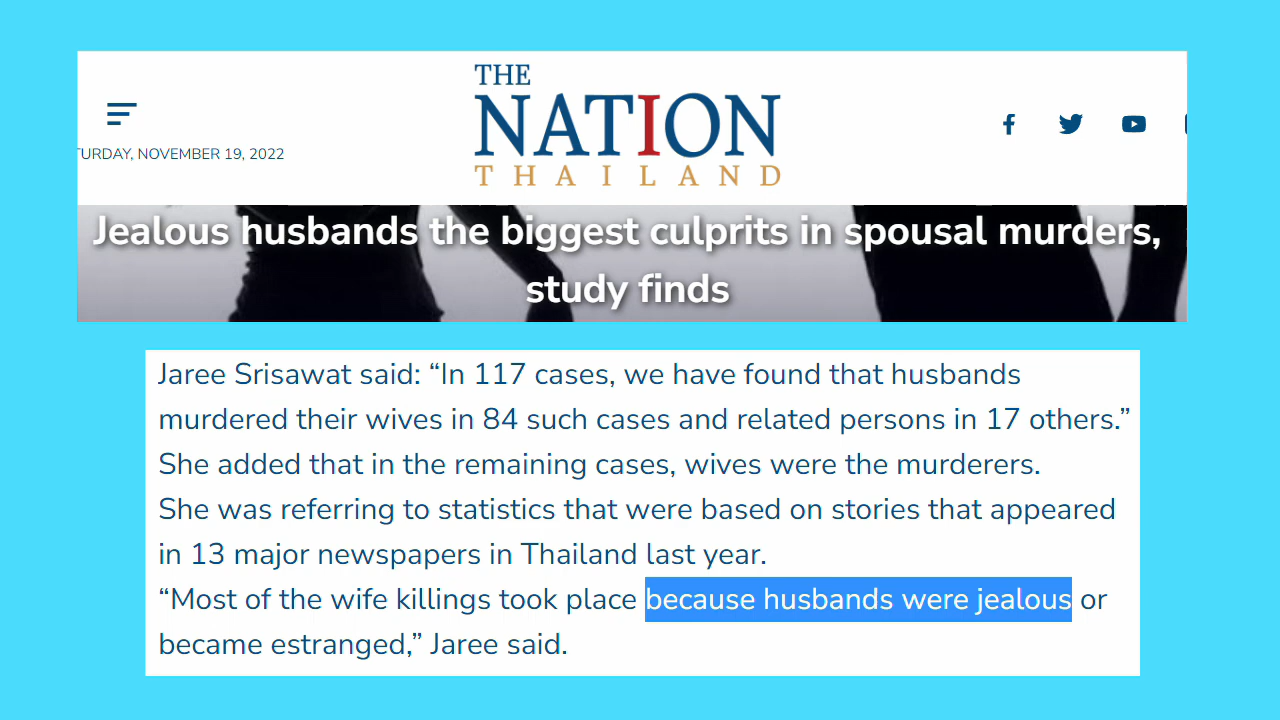 THE
NATION
THAILAND
TURDAY, NOVEMBER 19, 2022
Jealous husbands the biggest culprits in spousal murders,
study finds
Jaree Srisawat said: “In 117 cases, we have found that husbands
murdered their wives in 84 such cases and related persons in 17 others.”
She added that in the remaining cases, wives were the murderers.
She was referring to statistics that were based on stories that appeared
in 13 major newspapers in Thailand last year.
“Most of the wife killings took place because husbands were jealous or
became estranged,” Jaree said.